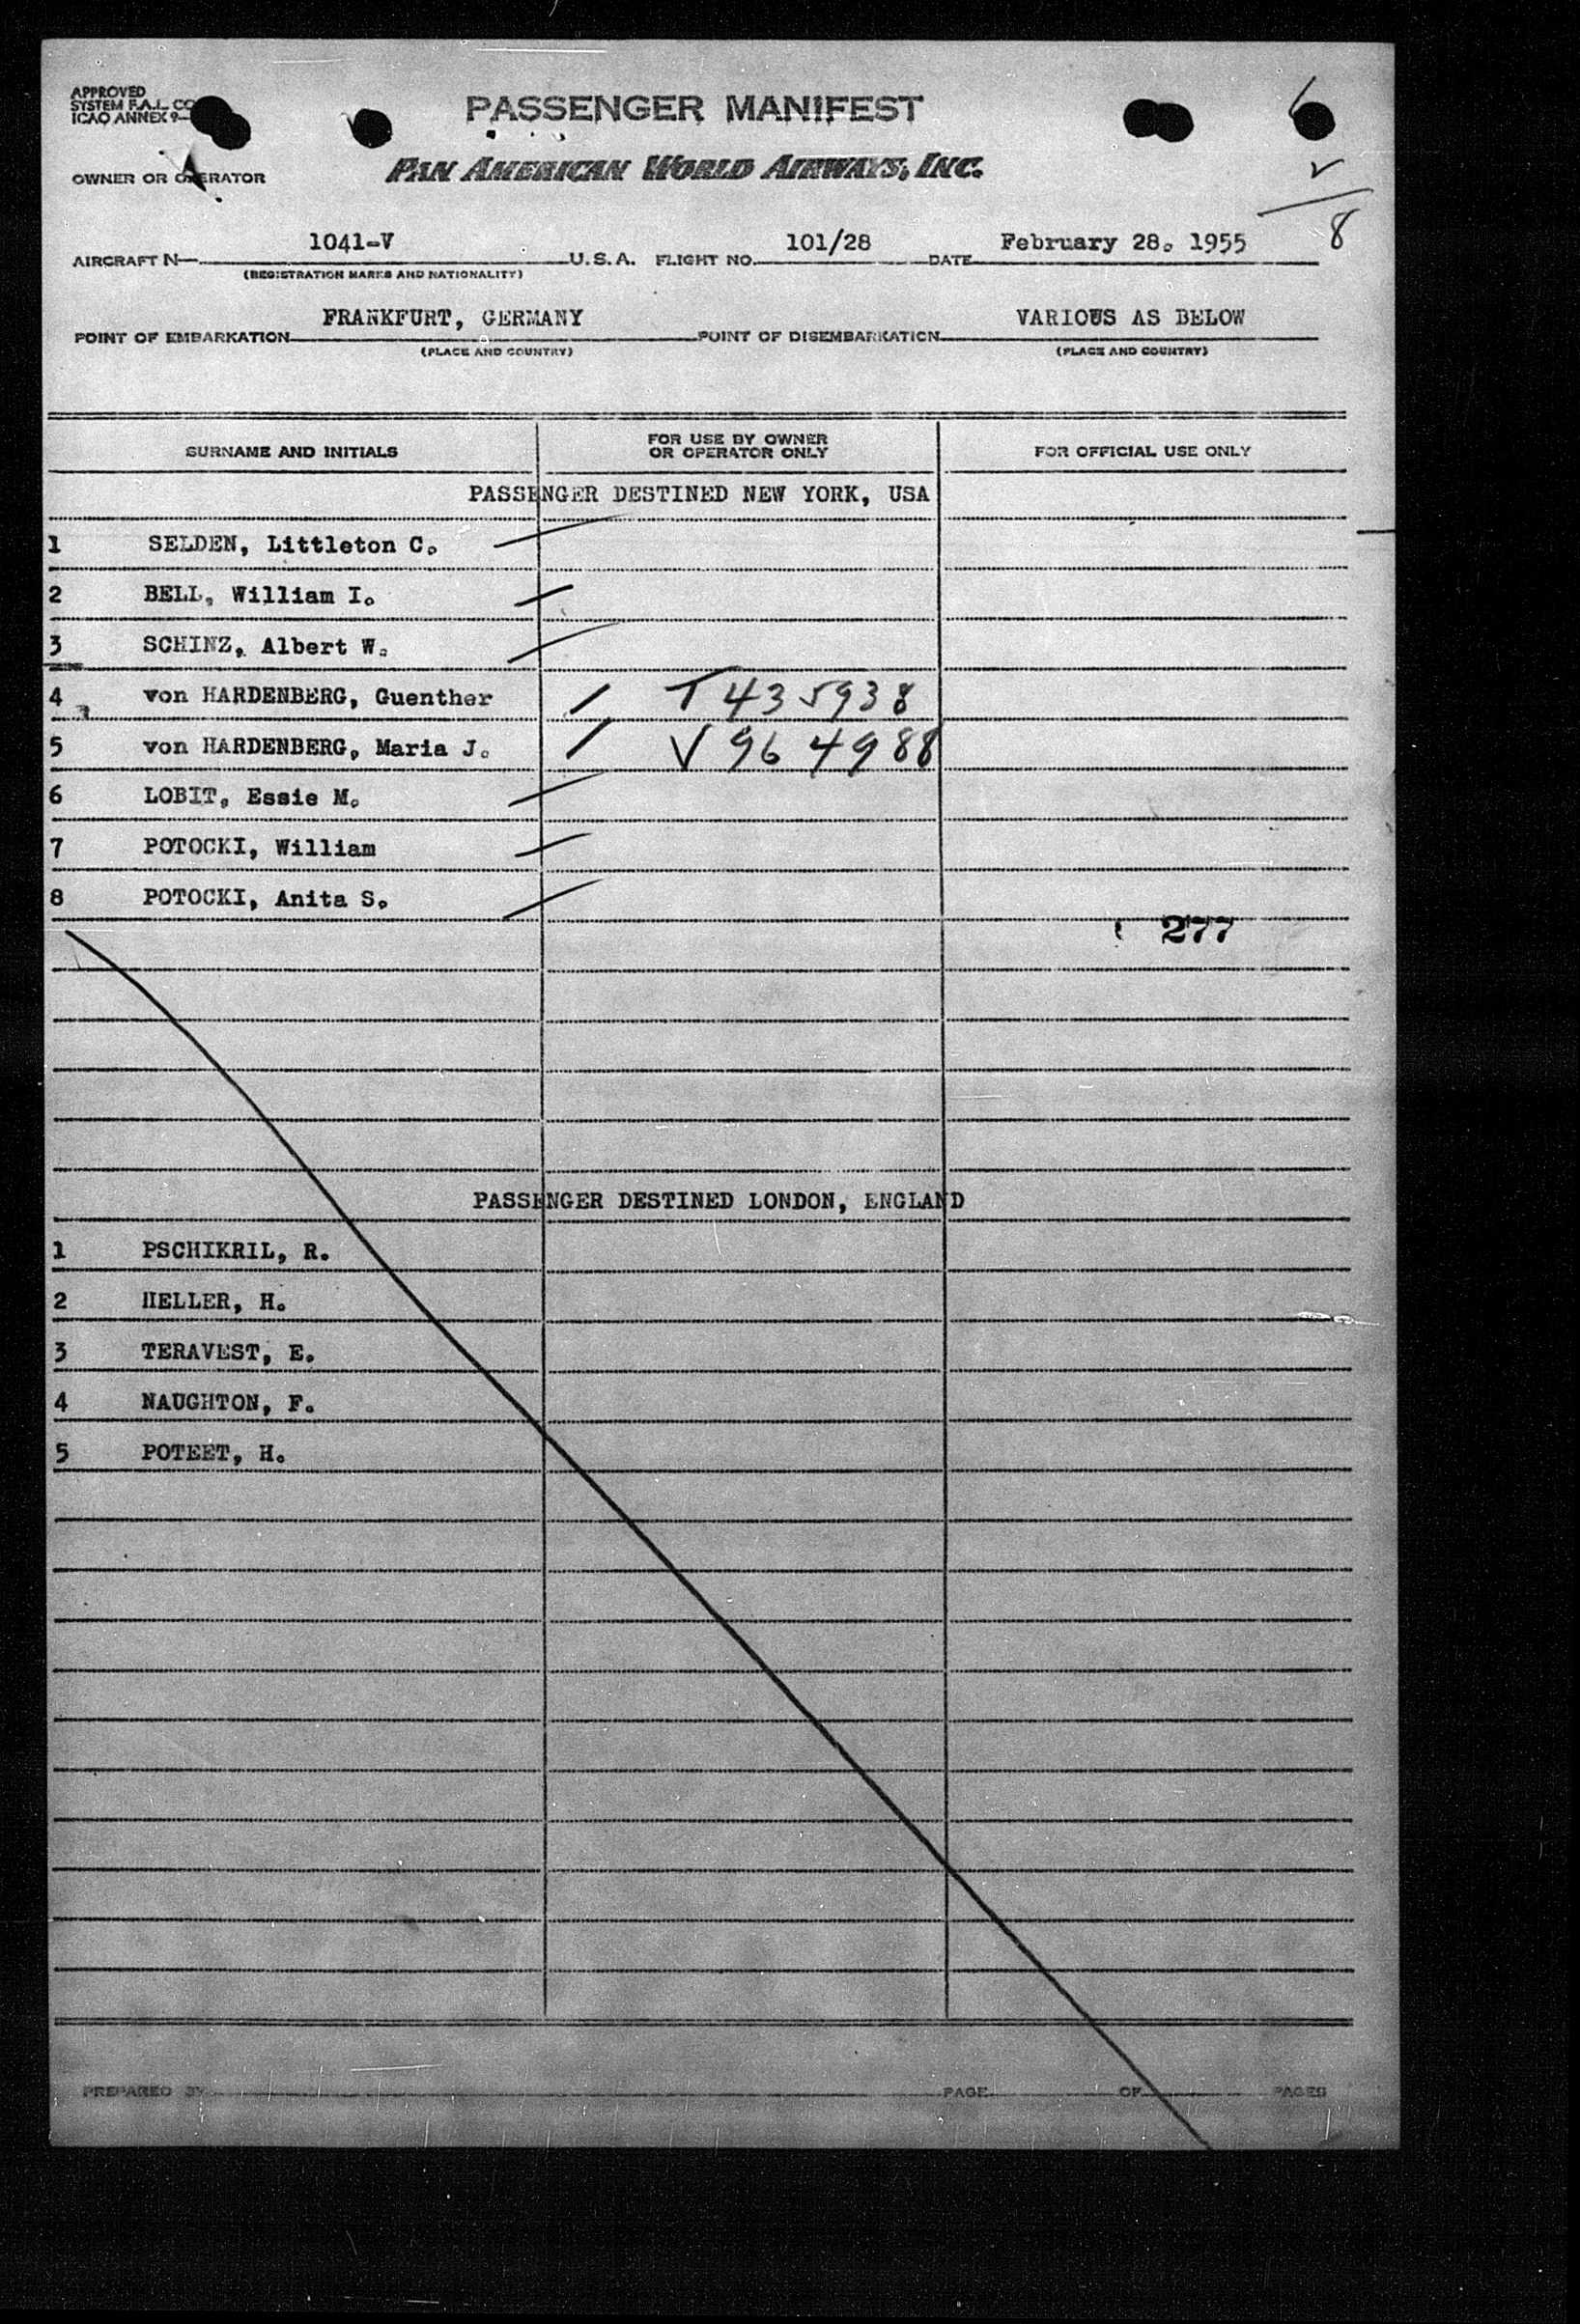 APPROVED
SYSTEM F.A.L. CO
ICAO ANNEX 9—
PASSENGER MANIFEST
6
OWNER OR OPERATOR
PAN AMERICAN WORLD AIRWAYS, INC.
8
AIRCRAFT N— 1041-V U.S.A. FLIGHT NO. 101/28 DATE February 28. 1955
(REGISTRATION MARKS AND NATIONALITY)
POINT OF EMBARKATION FRANKFURT, GERMANY POINT OF DISEMBARKATION VARIOUS AS BELOW
(PLACE AND COUNTRY) (PLACE AND COUNTRY)
SURNAME AND INITIALS FOR USE BY OWNER OR OPERATOR ONLY FOR OFFICIAL USE ONLY
PASSENGER DESTINED NEW YORK, USA
1 SELDEN, Littleton C.
2 BELL, William I.
3 SCHINZ, Albert W.
4 von HARDENBERG, Guenther / T 435938
5 von HARDENBERG, Maria J. / V 964988
6 LOBIT, Essie M.
7 POTOCKI, William
8 POTOCKI, Anita S.
277
PASSENGER DESTINED LONDON, ENGLAND
1 PSCHIKRIL, R.
2 HELLER, H.
3 TERAVEST, E.
4 NAUGHTON, F.
5 POTEET, H.
PREPARED BY PAGE OF PAGES